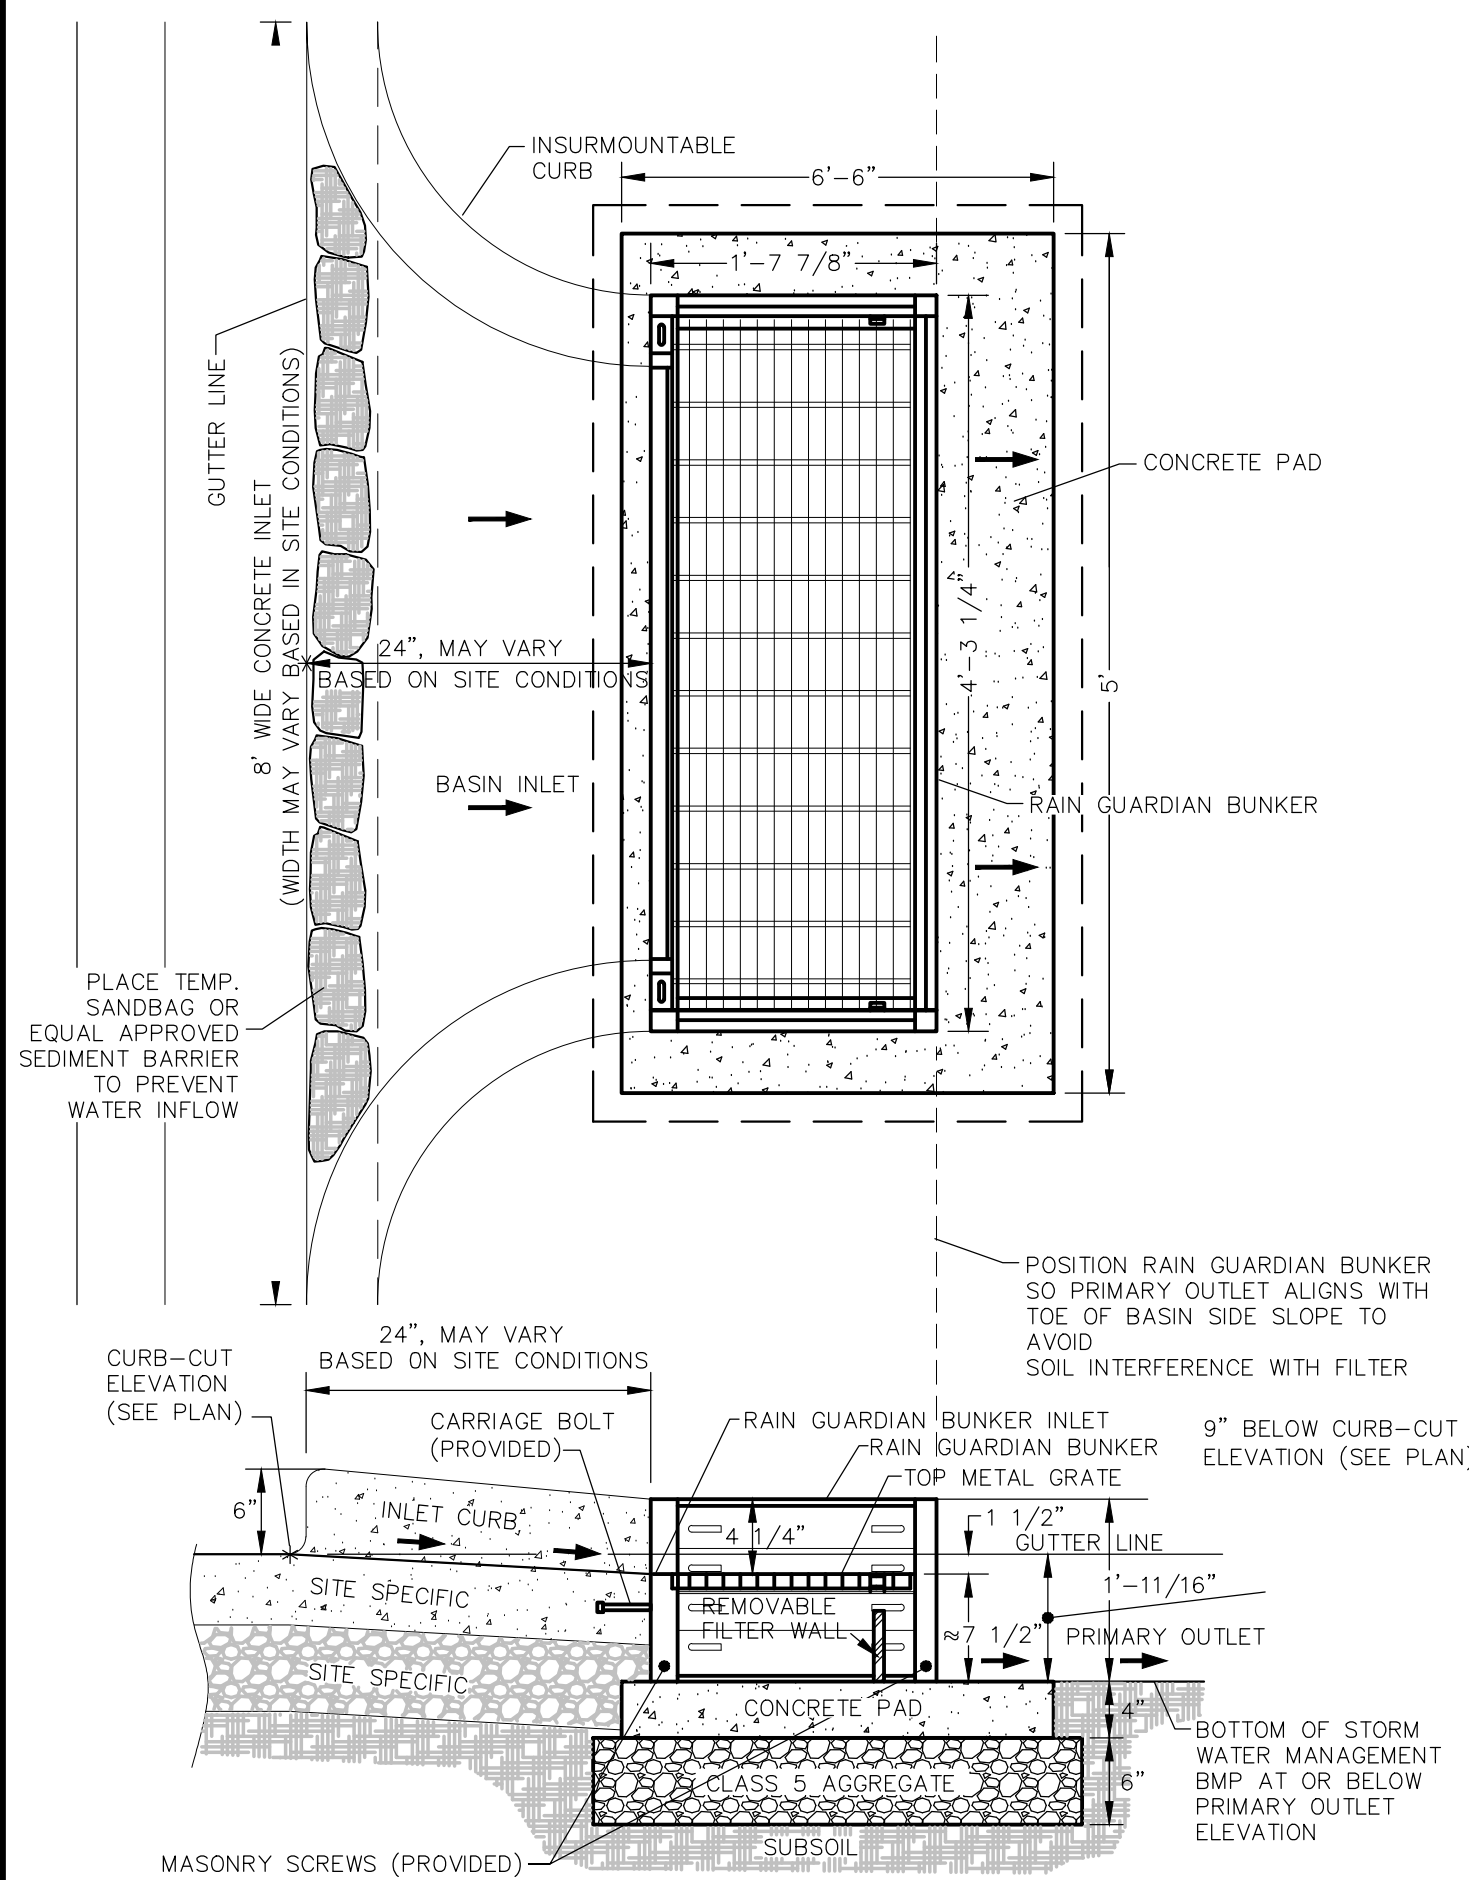 INSURMOUNTABLE
CURB
6'-6"
1'-7 7/8"
GUTTER LINE
8' WIDE CONCRETE INLET
(WIDTH MAY VARY BASED IN SITE CONDITIONS)
CONCRETE PAD
4'-3 1/4"
5'
24", MAY VARY
BASED ON SITE CONDITIONS
BASIN INLET
RAIN GUARDIAN BUNKER
PLACE TEMP.
SANDBAG OR
EQUAL APPROVED
SEDIMENT BARRIER
TO PREVENT
WATER INFLOW
POSITION RAIN GUARDIAN BUNKER
SO PRIMARY OUTLET ALIGNS WITH
TOE OF BASIN SIDE SLOPE TO
AVOID
SOIL INTERFERENCE WITH FILTER
24", MAY VARY
BASED ON SITE CONDITIONS
CURB-CUT
ELEVATION
(SEE PLAN)
CARRIAGE BOLT
(PROVIDED)
RAIN GUARDIAN BUNKER INLET
RAIN GUARDIAN BUNKER
TOP METAL GRATE
9" BELOW CURB-CUT
ELEVATION (SEE PLAN)
6"
INLET CURB
4 1/4"
1 1/2"
GUTTER LINE
SITE SPECIFIC
1'-11/16"
REMOVABLE
FILTER WALL
≈7 1/2"
PRIMARY OUTLET
SITE SPECIFIC
CONCRETE PAD
4"
CLASS 5 AGGREGATE
6"
BOTTOM OF STORM
WATER MANAGEMENT
BMP AT OR BELOW
PRIMARY OUTLET
ELEVATION
SUBSOIL
MASONRY SCREWS (PROVIDED)